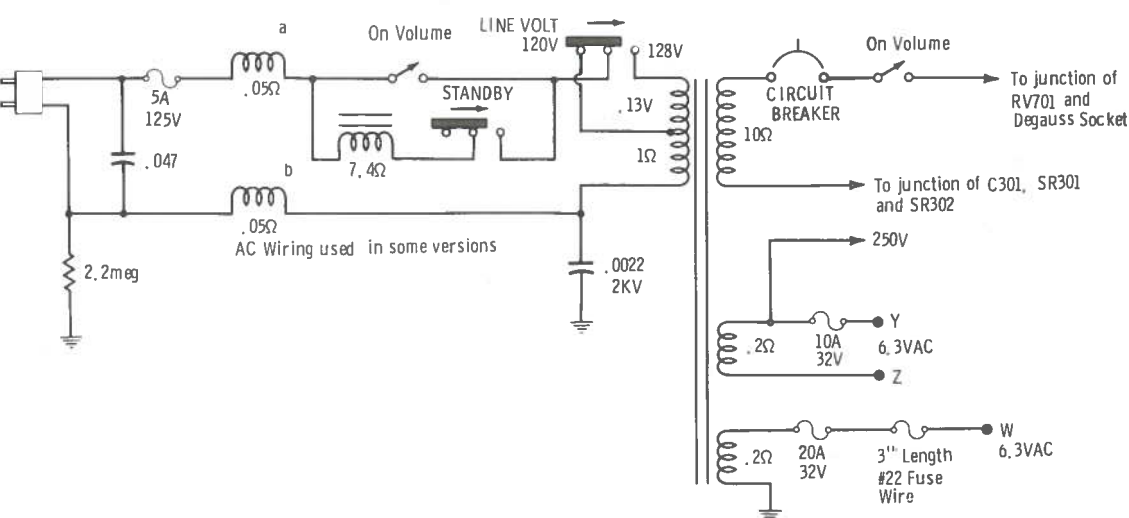 a
On Volume
LINE VOLT
120V
128V
5A
125V
.05Ω
STANDBY
.13V
1Ω
.047
7.4Ω
b
.05Ω
AC Wiring used in some versions
2.2meg
.0022
2KV
10Ω
CIRCUIT
BREAKER
On Volume
To junction of
RV701 and
Degauss Socket
To junction of C301, SR301
and SR302
250V
.2Ω
10A
32V
Y
6.3VAC
Z
.2Ω
20A
32V
3" Length
#22 Fuse
Wire
W
6.3VAC